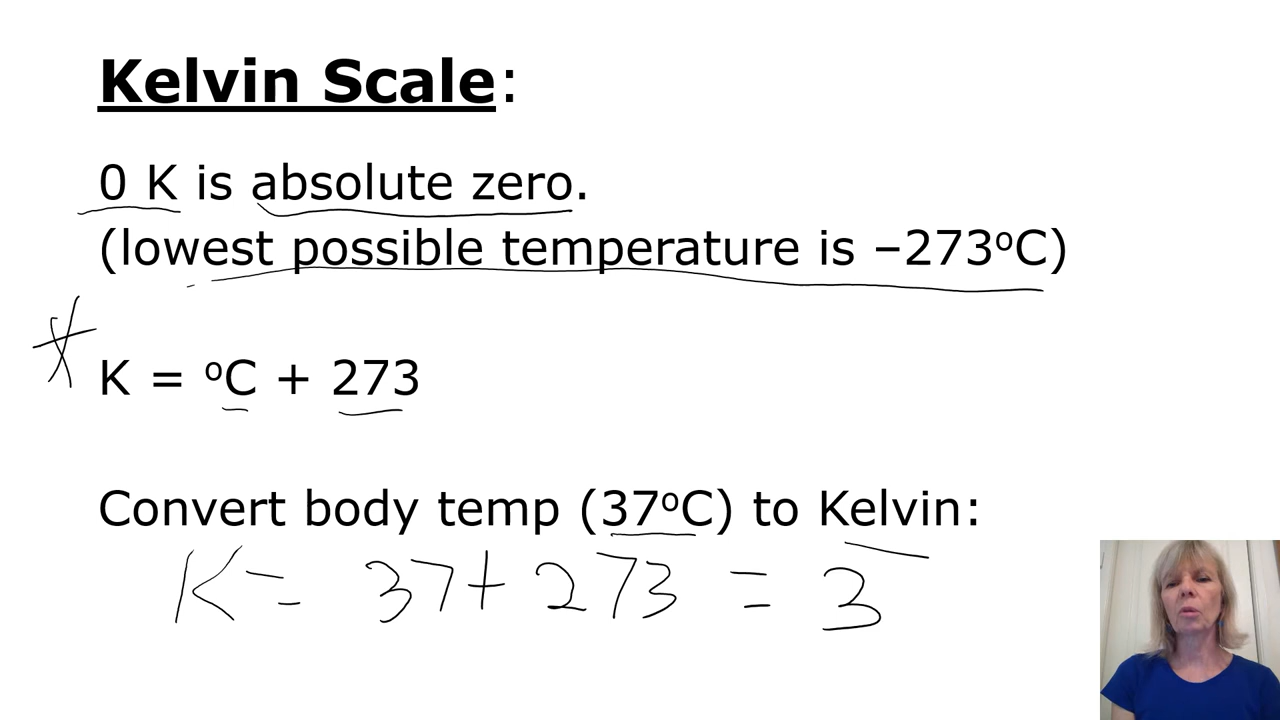 Kelvin Scale:
0 K is absolute zero.
(lowest possible temperature is –273ºC)
K = ºC + 273
Convert body temp (37ºC) to Kelvin:
K = 37 + 273 = 3